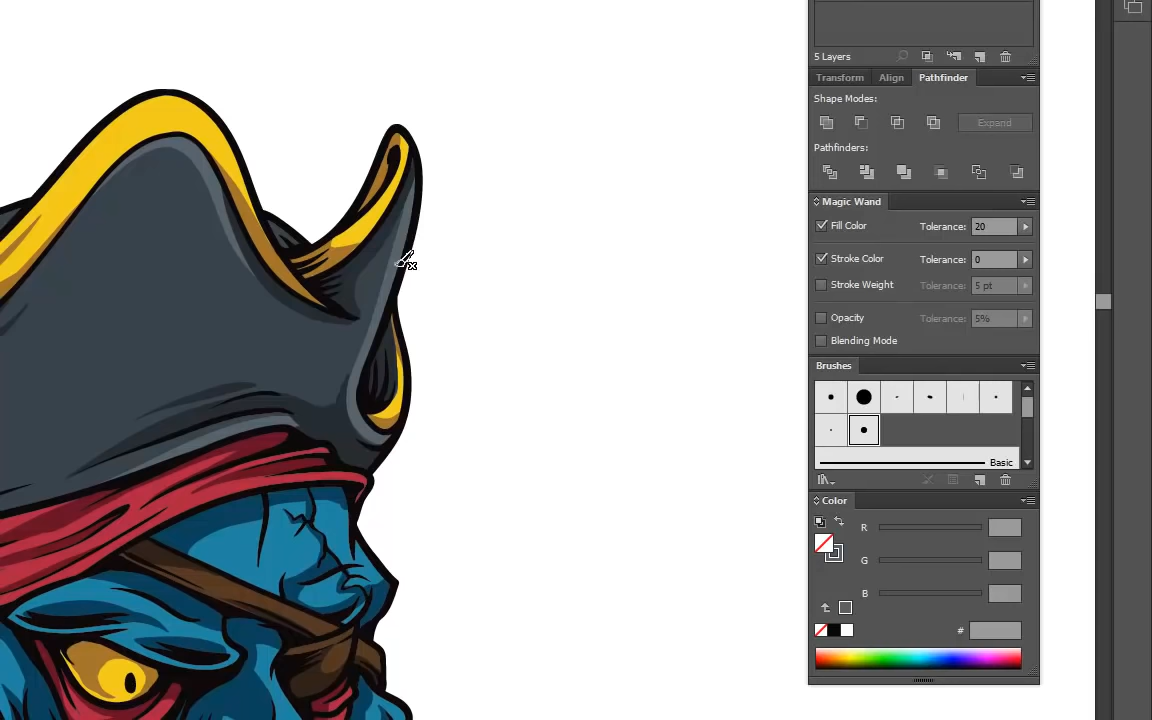 5 Layers
Transform Align Pathfinder
Shape Modes:
Expand
Pathfinders:
Magic Wand
Fill Color Tolerance: 20
Stroke Color Tolerance: 0
Stroke Weight Tolerance: 5 pt
Opacity Tolerance: 5%
Blending Mode
Brushes
Basic
Color
R
G
B
#